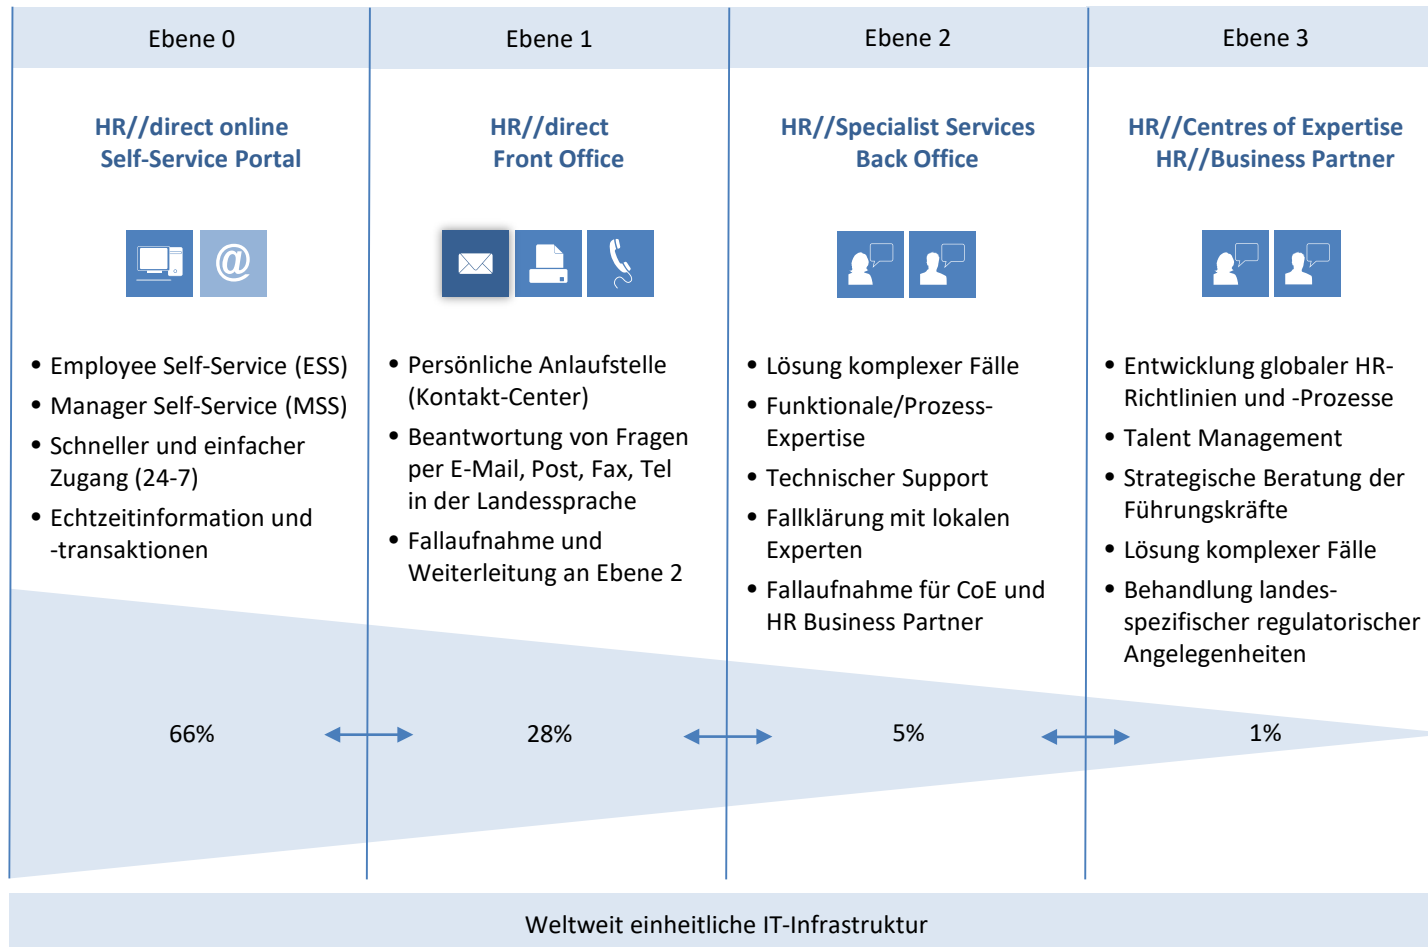 Ebene 0
Ebene 1
Ebene 2
Ebene 3
HR//direct online
Self-Service Portal
HR//direct
Front Office
HR//Specialist Services
Back Office
HR//Centres of Expertise
HR//Business Partner
@
• Employee Self-Service (ESS)
• Manager Self-Service (MSS)
• Schneller und einfacher
Zugang (24-7)
• Echtzeitinformation und
-transaktionen
• Persönliche Anlaufstelle
(Kontakt-Center)
• Beantwortung von Fragen
per E-Mail, Post, Fax, Tel
in der Landessprache
• Fallaufnahme und
Weiterleitung an Ebene 2
• Lösung komplexer Fälle
• Funktionale/Prozess-
Expertise
• Technischer Support
• Fallklärung mit lokalen
Experten
• Fallaufnahme für CoE und
HR Business Partner
• Entwicklung globaler HR-
Richtlinien und -Prozesse
• Talent Management
• Strategische Beratung der
Führungskräfte
• Lösung komplexer Fälle
• Behandlung landes-
spezifischer regulatorischer
Angelegenheiten
66%
28%
5%
1%
Weltweit einheitliche IT-Infrastruktur